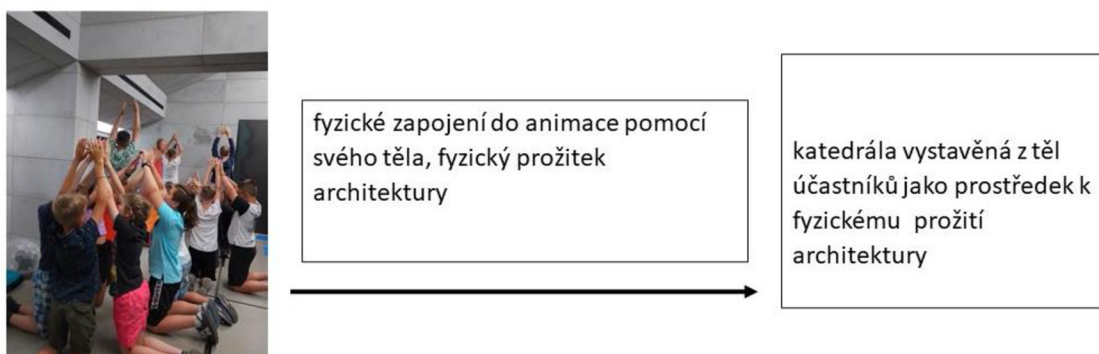 fyzické zapojení do animace pomocí
svého těla, fyzický prožitek
architektury
katedrála vystavěná z těl
účastníků jako prostředek k
fyzickému prožití
architektury